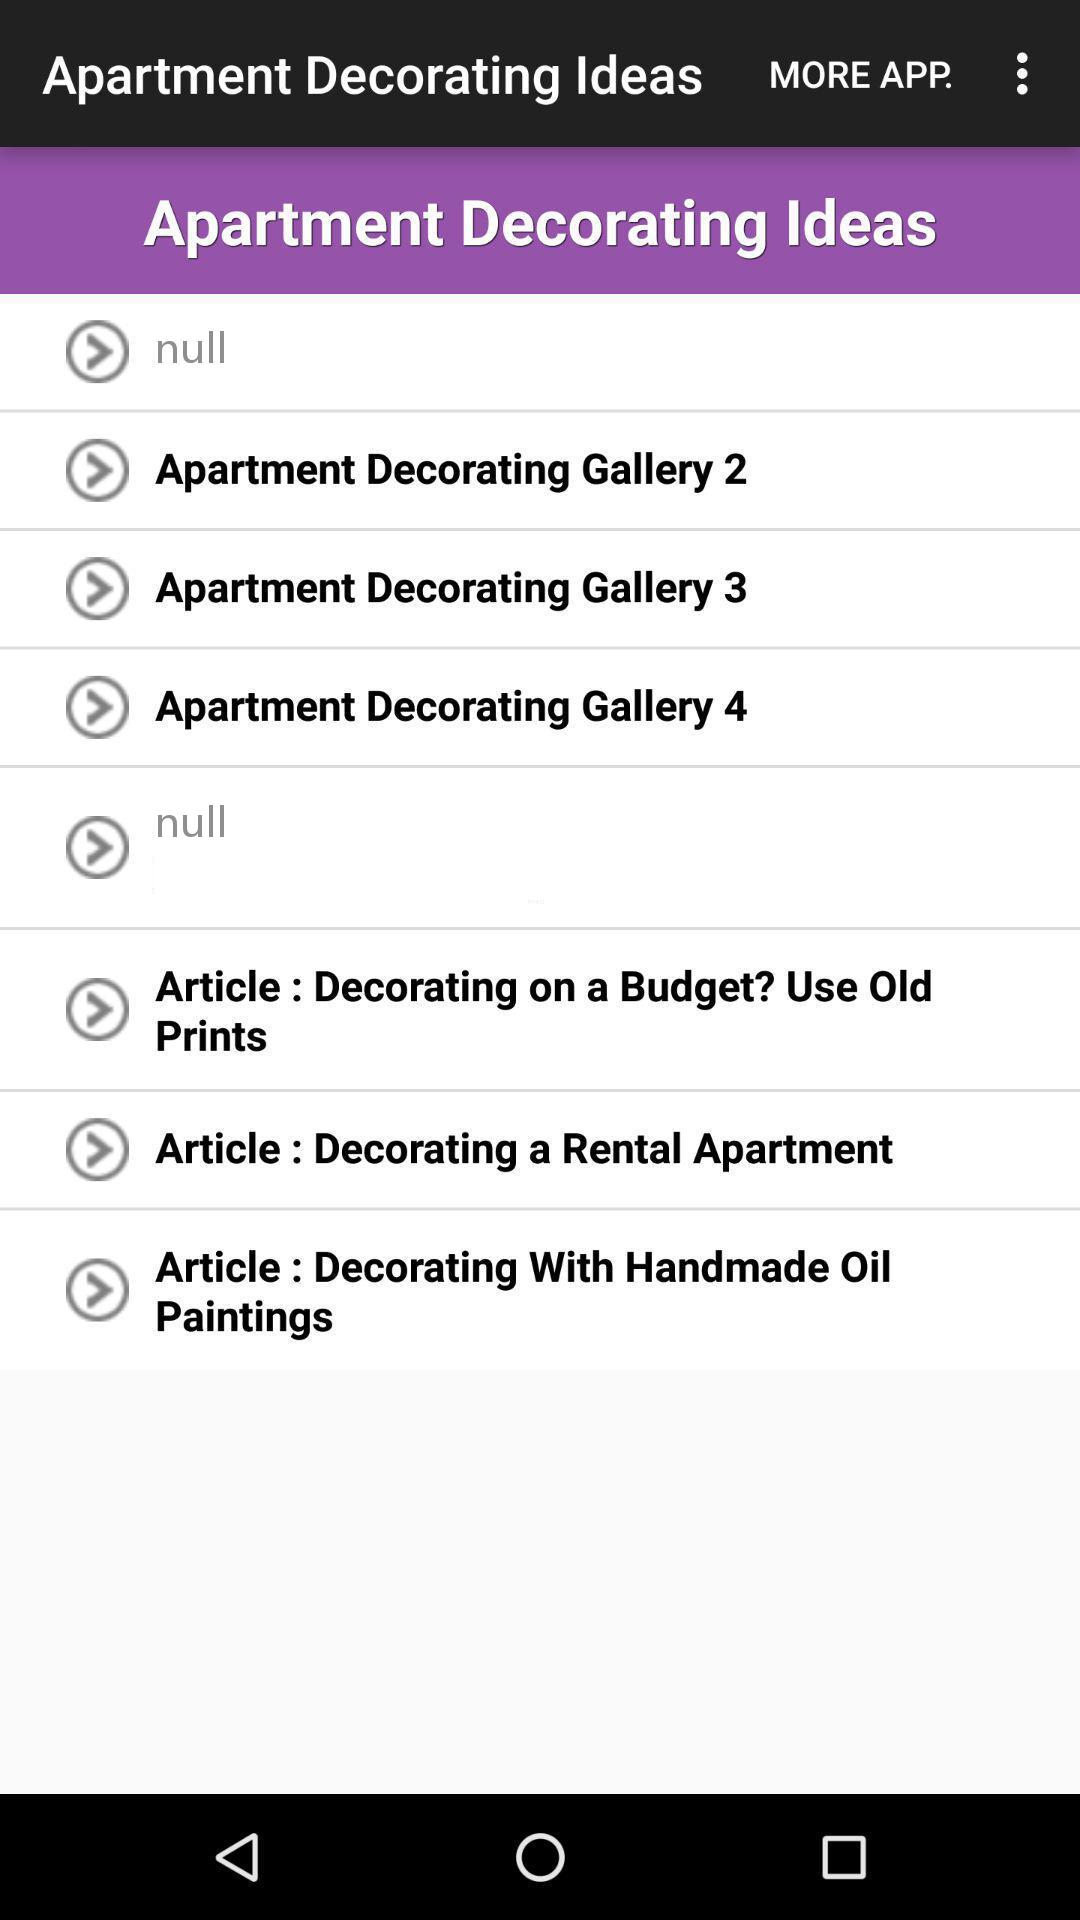 Apartment Decorating Ideas MORE APP.
Apartment Decorating Ideas
null
Apartment Decorating Gallery 2
Apartment Decorating Gallery 3
Apartment Decorating Gallery 4
null
Article : Decorating on a Budget? Use Old
Prints
Article : Decorating a Rental Apartment
Article : Decorating With Handmade Oil
Paintings